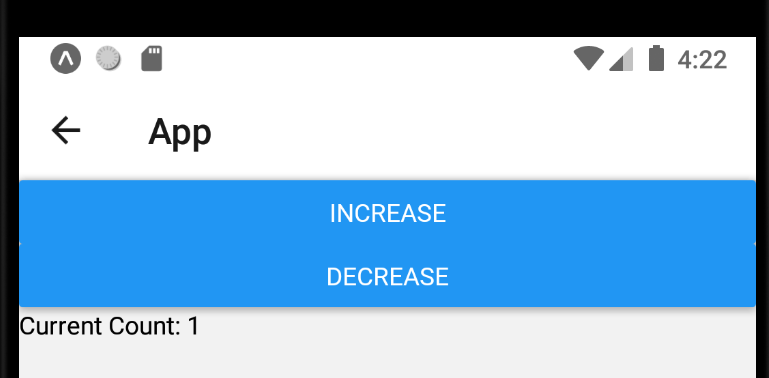 4:22
App
INCREASE
DECREASE
Current Count: 1